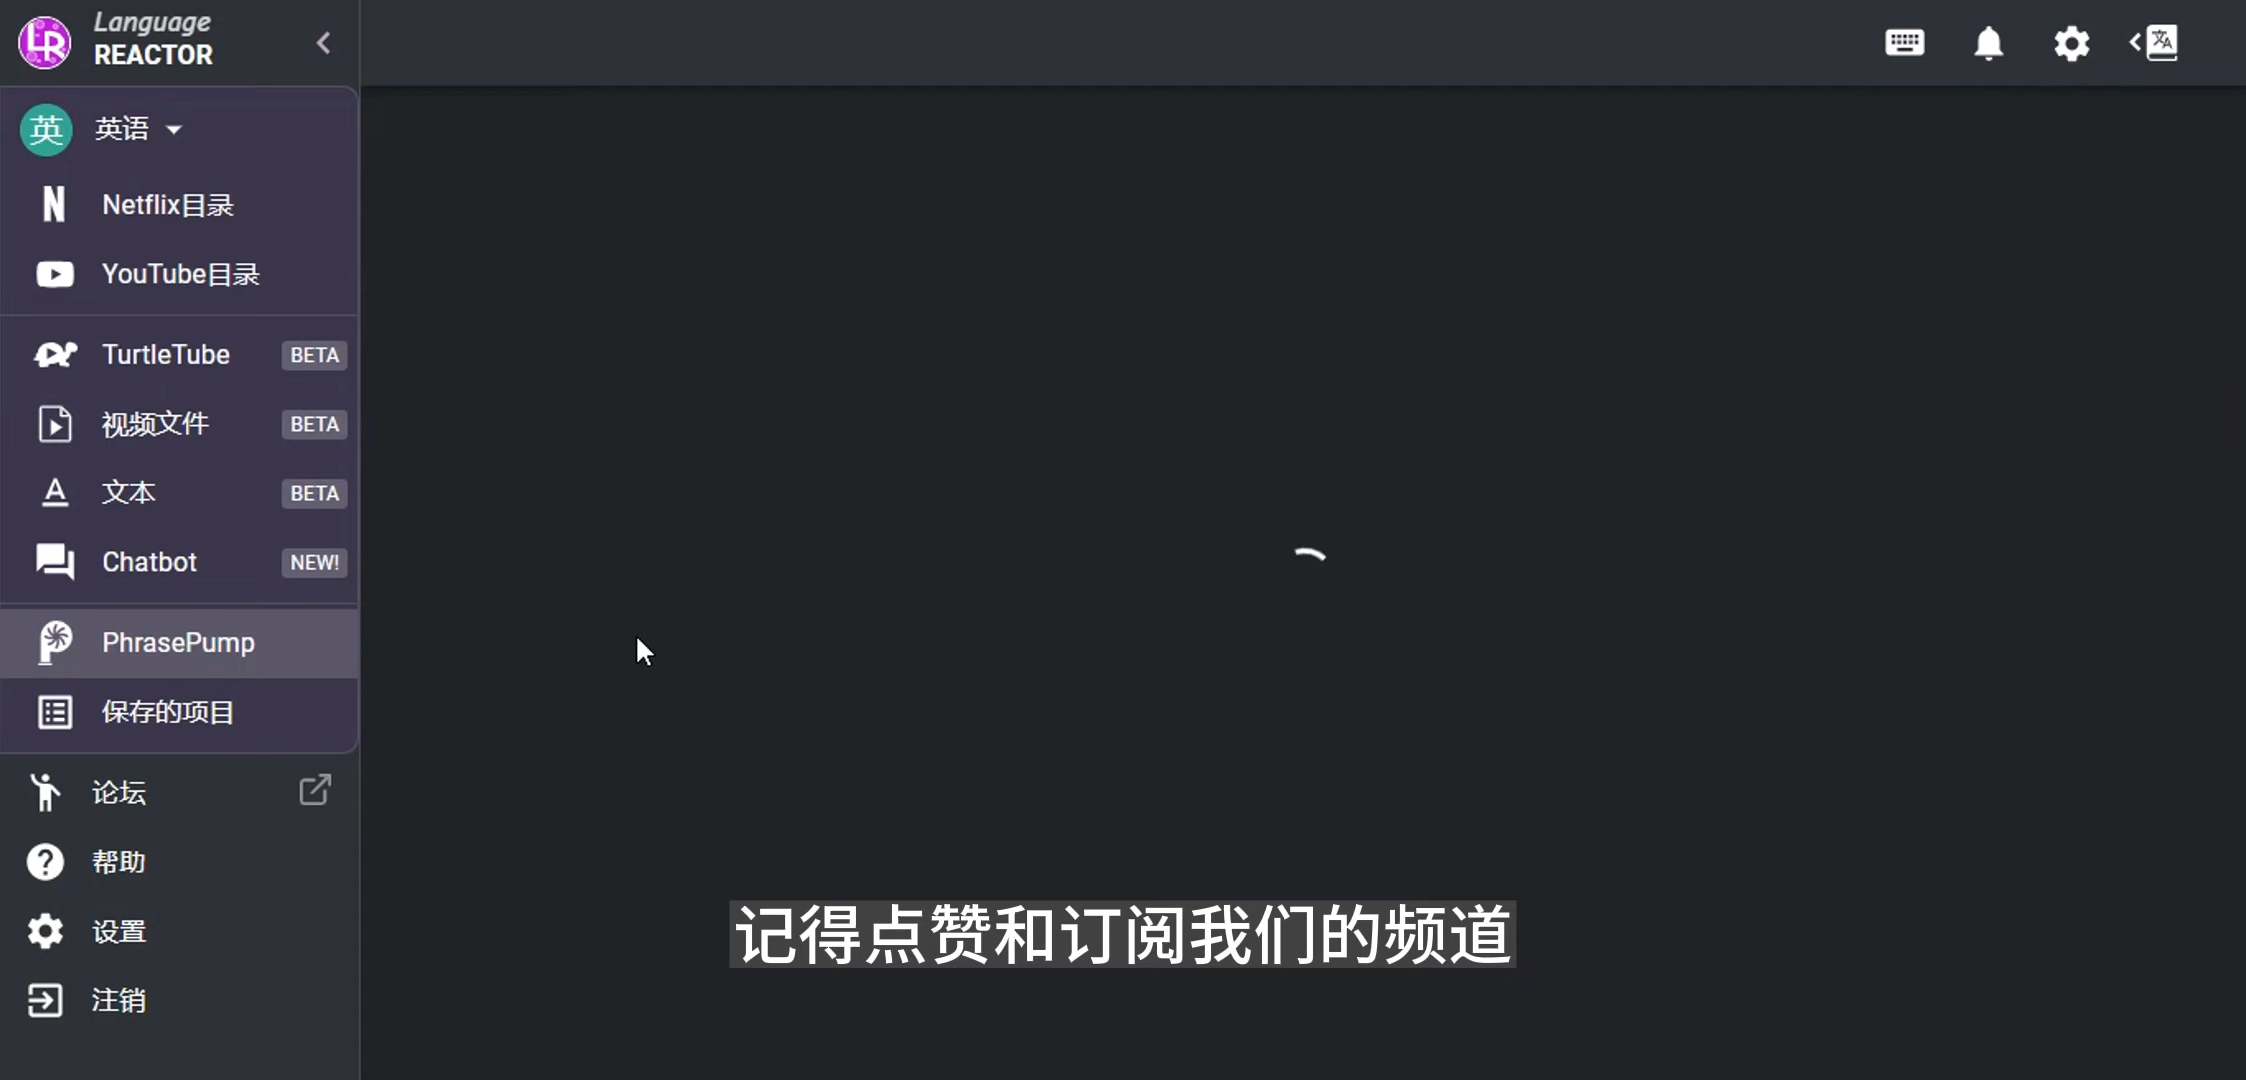 Language
REACTOR
英 英语
Netflix目录
YouTube目录
TurtleTube BETA
视频文件 BETA
文本 BETA
Chatbot NEW!
PhrasePump
保存的项目
论坛
帮助
设置
注销
记得点赞和订阅我们的频道